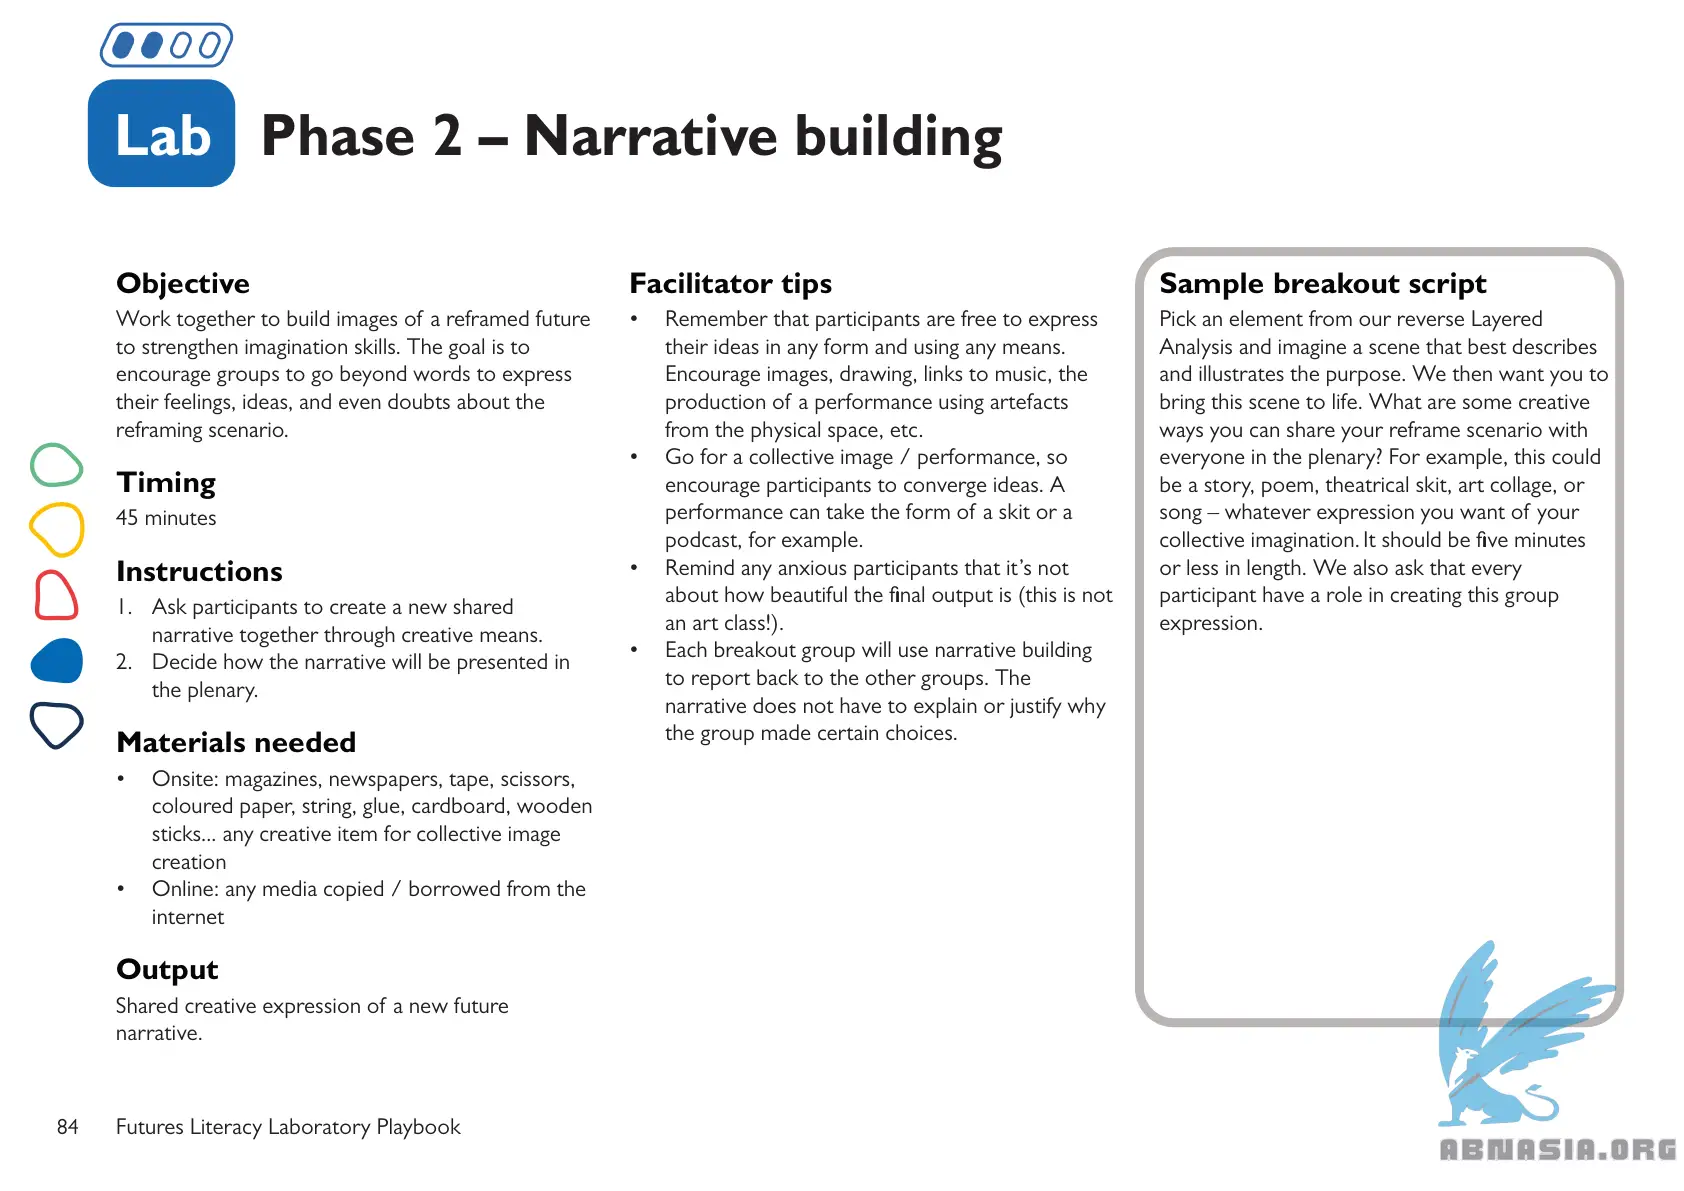 Lab
Phase 2 – Narrative building
Objective
Work together to build images of a reframed future
to strengthen imagination skills. The goal is to
encourage groups to go beyond words to express
their feelings, ideas, and even doubts about the
reframing scenario.
Timing
45 minutes
Instructions
1. Ask participants to create a new shared
narrative together through creative means.
2. Decide how the narrative will be presented in
the plenary.
Materials needed
• Onsite: magazines, newspapers, tape, scissors,
coloured paper, string, glue, cardboard, wooden
sticks... any creative item for collective image
creation
• Online: any media copied / borrowed from the
internet
Output
Shared creative expression of a new future
narrative.
Facilitator tips
• Remember that participants are free to express
their ideas in any form and using any means.
Encourage images, drawing, links to music, the
production of a performance using artefacts
from the physical space, etc.
• Go for a collective image / performance, so
encourage participants to converge ideas. A
performance can take the form of a skit or a
podcast, for example.
• Remind any anxious participants that it’s not
about how beautiful the final output is (this is not
an art class!).
• Each breakout group will use narrative building
to report back to the other groups. The
narrative does not have to explain or justify why
the group made certain choices.
Sample breakout script
Pick an element from our reverse Layered
Analysis and imagine a scene that best describes
and illustrates the purpose. We then want you to
bring this scene to life. What are some creative
ways you can share your reframe scenario with
everyone in the plenary? For example, this could
be a story, poem, theatrical skit, art collage, or
song – whatever expression you want of your
collective imagination. It should be five minutes
or less in length. We also ask that every
participant have a role in creating this group
expression.
84 Futures Literacy Laboratory Playbook
ABNASIA.ORG